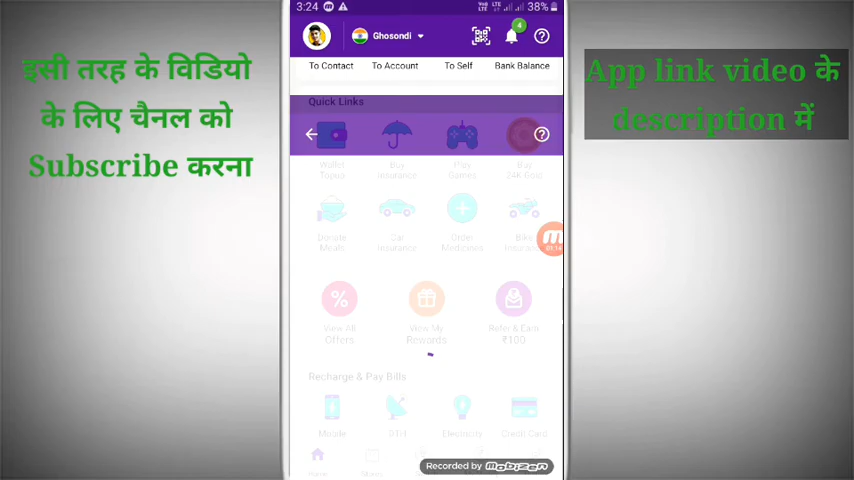 इसी तरह के विडियो
के लिए चैनल को
Subscribe करना
3:24
38%
4
Ghosondi
To Contact To Account To Self Bank Balance
Quick Links
Wallet Topup
Buy Insurance
Play Games
Buy 24K Gold
Donate Meals
Car Insurance
Order Medicines
Bike Insurance
View All Offers
View My Rewards
Refer & Earn ₹100
Recharge & Pay Bills
Mobile DTH Electricity Credit Card
Home Stores
Recorded by mobizen
App link video के
description में